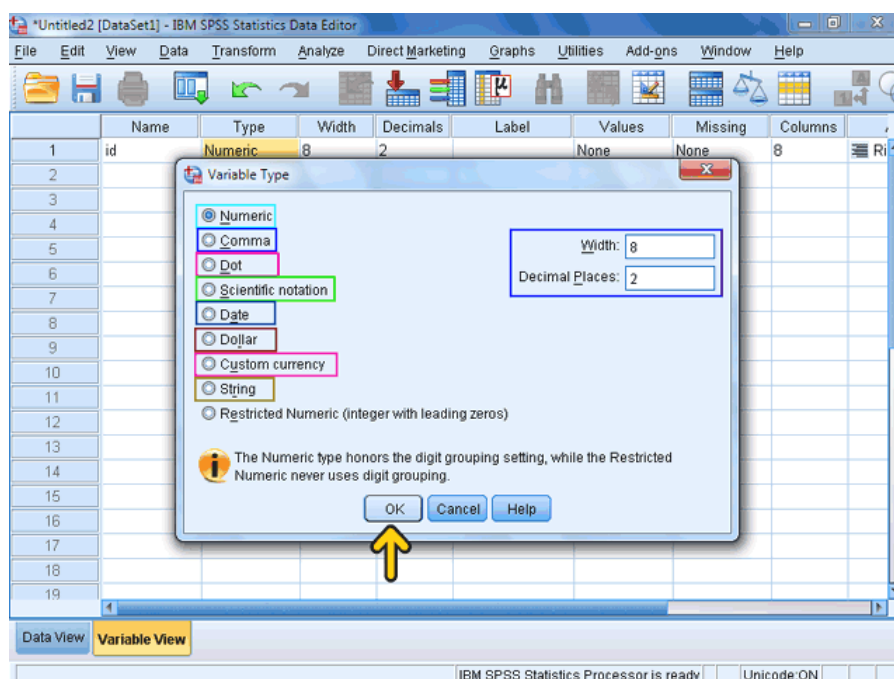 *Untitled2 [DataSet1] - IBM SPSS Statistics Data Editor
File Edit View Data Transform Analyze Direct Marketing Graphs Utilities Add-ons Window Help
Name Type Width Decimals Label Values Missing Columns
1 id Numeric 8 2 None None 8 Ri
2
Variable Type
3
4
5
6
7
8
9
10
11
12
13
14
15
16
17
18
19
Numeric
Comma
Dot
Scientific notation
Date
Dollar
Custom currency
String
Restricted Numeric (integer with leading zeros)
Width: 8
Decimal Places: 2
The Numeric type honors the digit grouping setting, while the Restricted
Numeric never uses digit grouping.
OK Cancel Help
Data View Variable View
IBM SPSS Statistics Processor is ready Unicode:ON